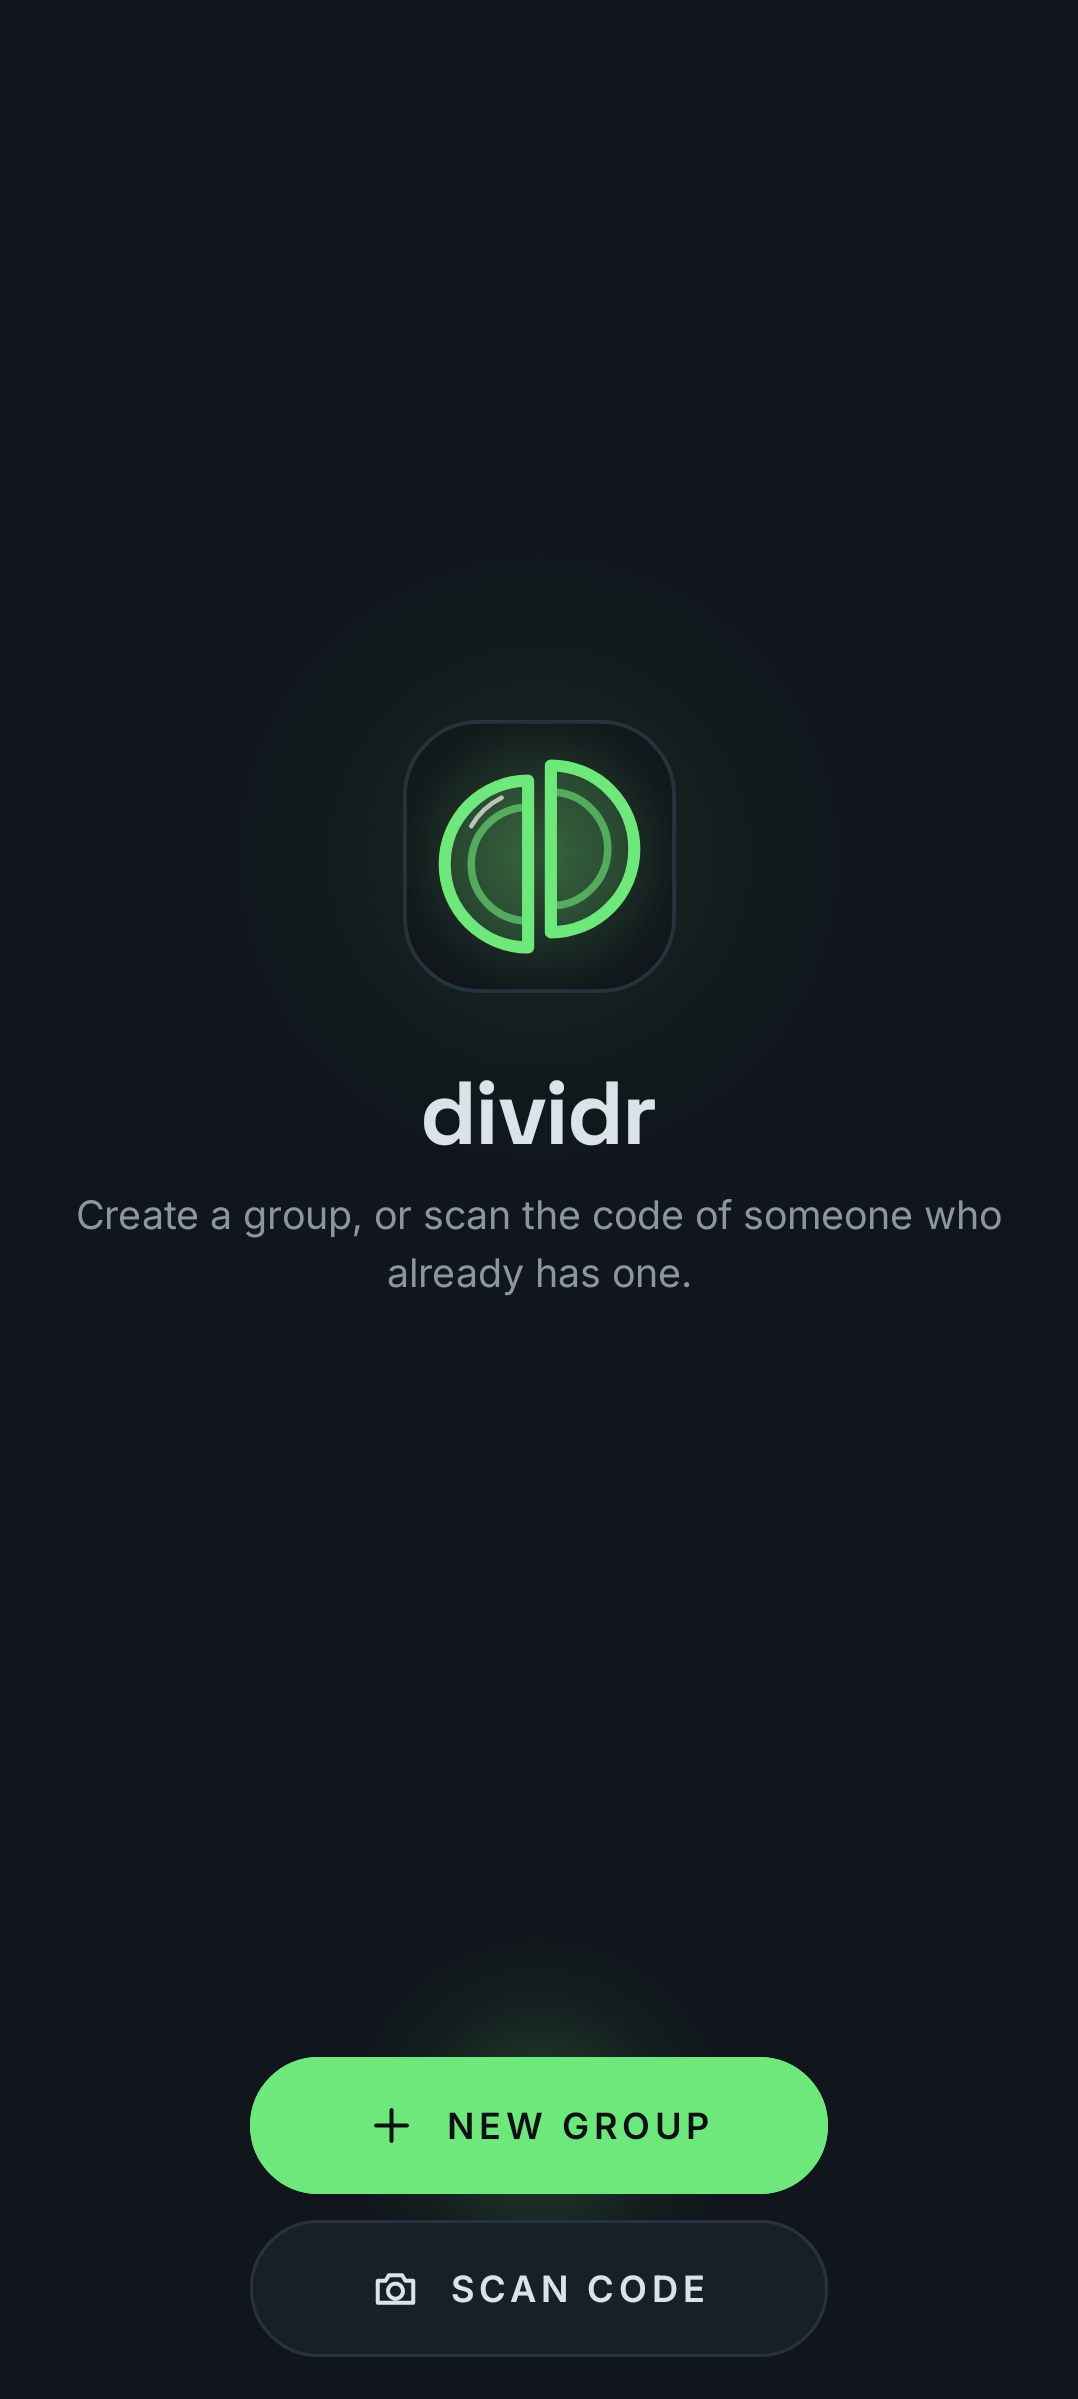 dividr
Create a group, or scan the code of someone who
already has one.
NEW GROUP
SCAN CODE